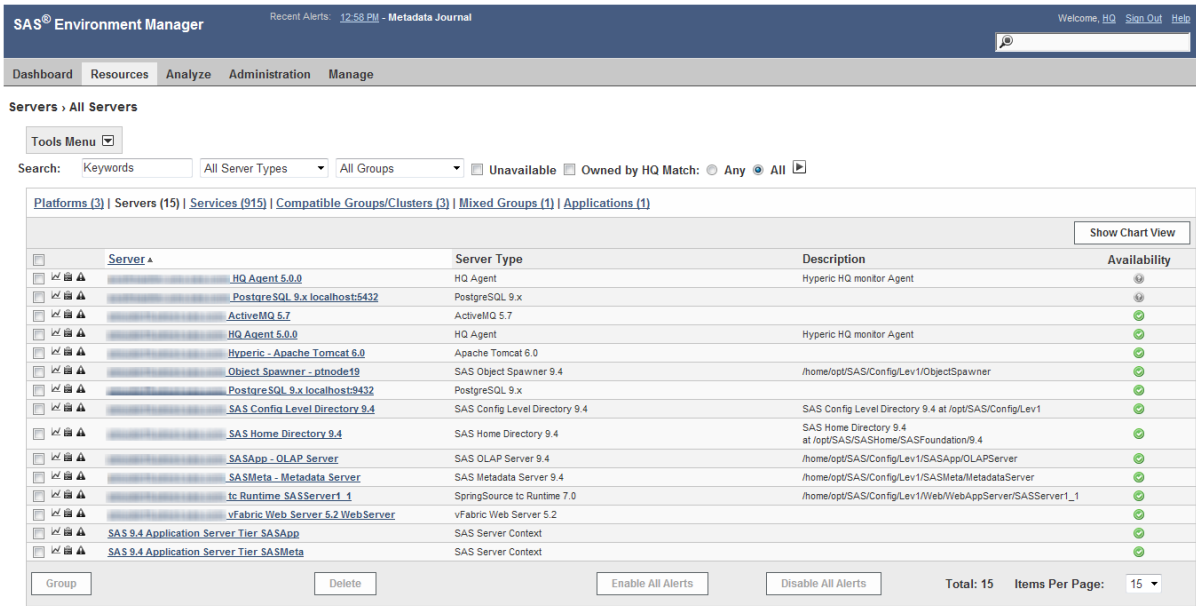 SAS® Environment Manager
Recent Alerts: 12:58 PM - Metadata Journal
Welcome, HQ Sign Out Help
Dashboard Resources Analyze Administration Manage
Servers › All Servers
Tools Menu
Search: Keywords All Server Types All Groups Unavailable Owned by HQ Match: Any All
Platforms (3) | Servers (15) | Services (915) | Compatible Groups/Clusters (3) | Mixed Groups (1) | Applications (1)
Show Chart View
Server Server Type Description Availability
HQ Agent 5.0.0 HQ Agent Hyperic HQ monitor Agent
PostgreSQL 9.x localhost:5432 PostgreSQL 9.x
ActiveMQ 5.7 ActiveMQ 5.7
HQ Agent 5.0.0 HQ Agent Hyperic HQ monitor Agent
Hyperic - Apache Tomcat 6.0 Apache Tomcat 6.0
Object Spawner - ptnode19 SAS Object Spawner 9.4 /home/opt/SAS/Config/Lev1/ObjectSpawner
PostgreSQL 9.x localhost:9432 PostgreSQL 9.x
SAS Config Level Directory 9.4 SAS Config Level Directory 9.4 SAS Config Level Directory 9.4 at /opt/SAS/Config/Lev1
SAS Home Directory 9.4 SAS Home Directory 9.4 SAS Home Directory 9.4
at /opt/SAS/SASHome/SASFoundation/9.4
SASApp - OLAP Server SAS OLAP Server 9.4 /home/opt/SAS/Config/Lev1/SASApp/OLAPServer
SASMeta - Metadata Server SAS Metadata Server 9.4 /home/opt/SAS/Config/Lev1/SASMeta/MetadataServer
tc Runtime SASServer1_1 SpringSource tc Runtime 7.0 /home/opt/SAS/Config/Lev1/Web/WebAppServer/SASServer1_1
vFabric Web Server 5.2 WebServer vFabric Web Server 5.2
SAS 9.4 Application Server Tier SASApp SAS Server Context
SAS 9.4 Application Server Tier SASMeta SAS Server Context
Group Delete Enable All Alerts Disable All Alerts Total: 15 Items Per Page: 15